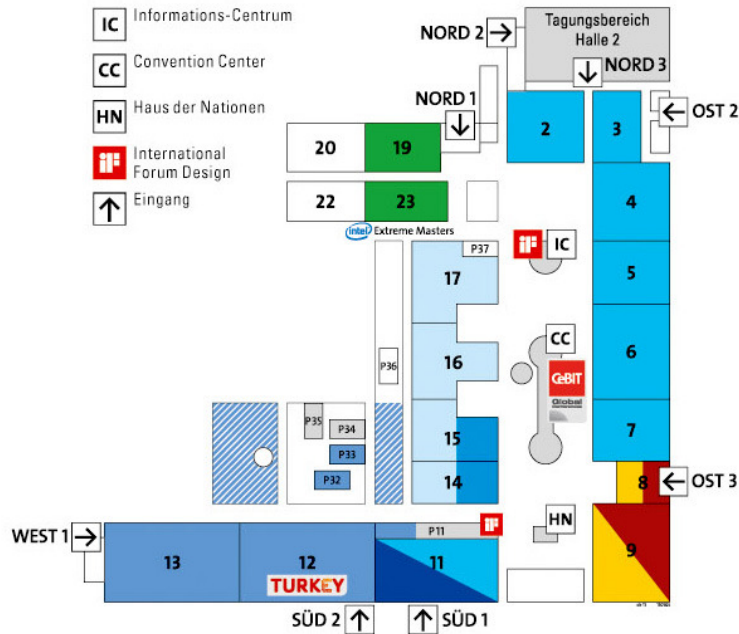 IC Informations-Centrum
CC Convention Center
HN Haus der Nationen
iF International
Forum Design
Eingang
Tagungsbereich
Halle 2
NORD 2
NORD 3
NORD 1
OST 2
2
3
20
19
22
23
4
intel Extreme Masters
P37
iF IC
17
5
CC
16
P36
6
CeBIT
Global
P35
P34
P33
P32
15
7
14
8
OST 3
WEST 1
P11
iF
HN
13
12
11
9
TURKEY
SÜD 2
SÜD 1